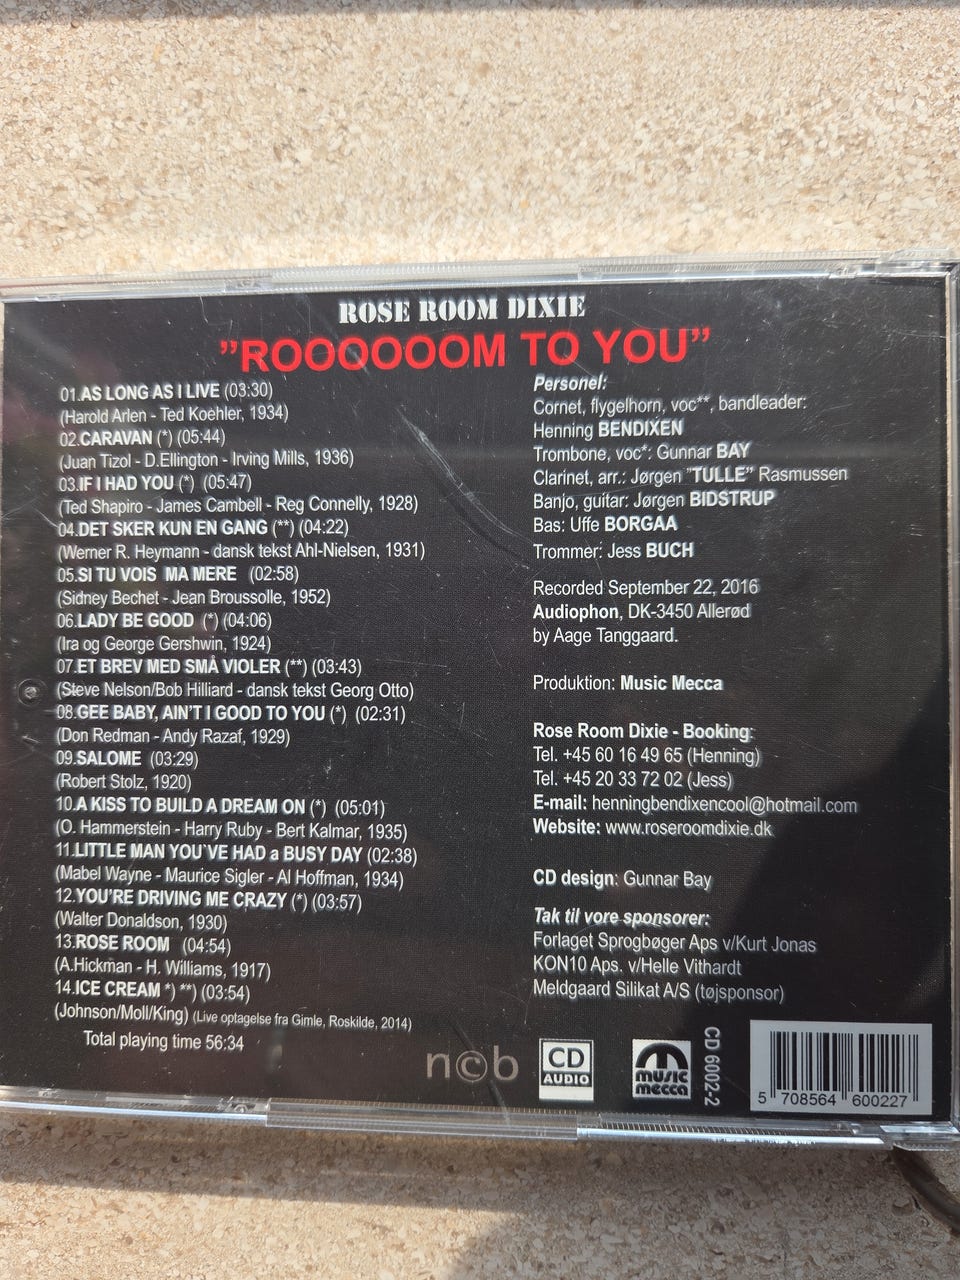 ROSE ROOM DIXIE
"ROOOOOOM TO YOU"
01.AS LONG AS I LIVE (03:30)
(Harold Arlen - Ted Koehler, 1934)
02.CARAVAN (*) (05:44)
(Juan Tizol - D.Ellington - Irving Mills, 1936)
03.IF I HAD YOU (*) (05:47)
(Ted Shapiro - James Cambell - Reg Connelly, 1928)
04.DET SKER KUN EN GANG (**) (04:22)
(Werner R. Heymann - dansk tekst Ahl-Nielsen, 1931)
05.SI TU VOIS MA MERE (02:58)
(Sidney Bechet - Jean Broussolle, 1952)
06.LADY BE GOOD (*) (04:06)
(Ira og George Gershwin, 1924)
07.ET BREV MED SMÅ VIOLER (**) (03:43)
(Steve Nelson/Bob Hilliard - dansk tekst Georg Otto)
08.GEE BABY, AIN'T I GOOD TO YOU (*) (02:31)
(Don Redman - Andy Razaf, 1929)
09.SALOME (03:29)
(Robert Stolz, 1920)
10.A KISS TO BUILD A DREAM ON (*) (05:01)
(O. Hammerstein - Harry Ruby - Bert Kalmar, 1935)
11.LITTLE MAN YOU`VE HAD a BUSY DAY (02:38)
(Mabel Wayne - Maurice Sigler - Al Hoffman, 1934)
12.YOU'RE DRIVING ME CRAZY (*) (03:57)
(Walter Donaldson, 1930)
13.ROSE ROOM (04:54)
(A.Hickman - H. Williams, 1917)
14.ICE CREAM *) **) (03:54)
(Johnson/Moll/King) (Live optagelse fra Gimle, Roskilde, 2014)
Total playing time 56:34
Personel:
Cornet, flygelhorn, voc**, bandleader:
Henning BENDIXEN
Trombone, voc*: Gunnar BAY
Clarinet, arr.: Jørgen "TULLE" Rasmussen
Banjo, guitar: Jørgen BIDSTRUP
Bas: Uffe BORGAA
Trommer: Jess BUCH
Recorded September 22, 2016
Audiophon, DK-3450 Allerød
by Aage Tanggaard.
Produktion: Music Mecca
Rose Room Dixie - Booking:
Tel. +45 60 16 49 65 (Henning)
Tel. +45 20 33 72 02 (Jess)
E-mail: henningbendixencool@hotmail.com
Website: www.roseroomdixie.dk
CD design: Gunnar Bay
Tak til vore sponsorer:
Forlaget Sprogbøger Aps v/Kurt Jonas
KON10 Aps. v/Helle Vithardt
Meldgaard Silikat A/S (tøjsponsor)
n©b
CD
AUDIO
music
mecca
CD 6002-2
5 708564 600227